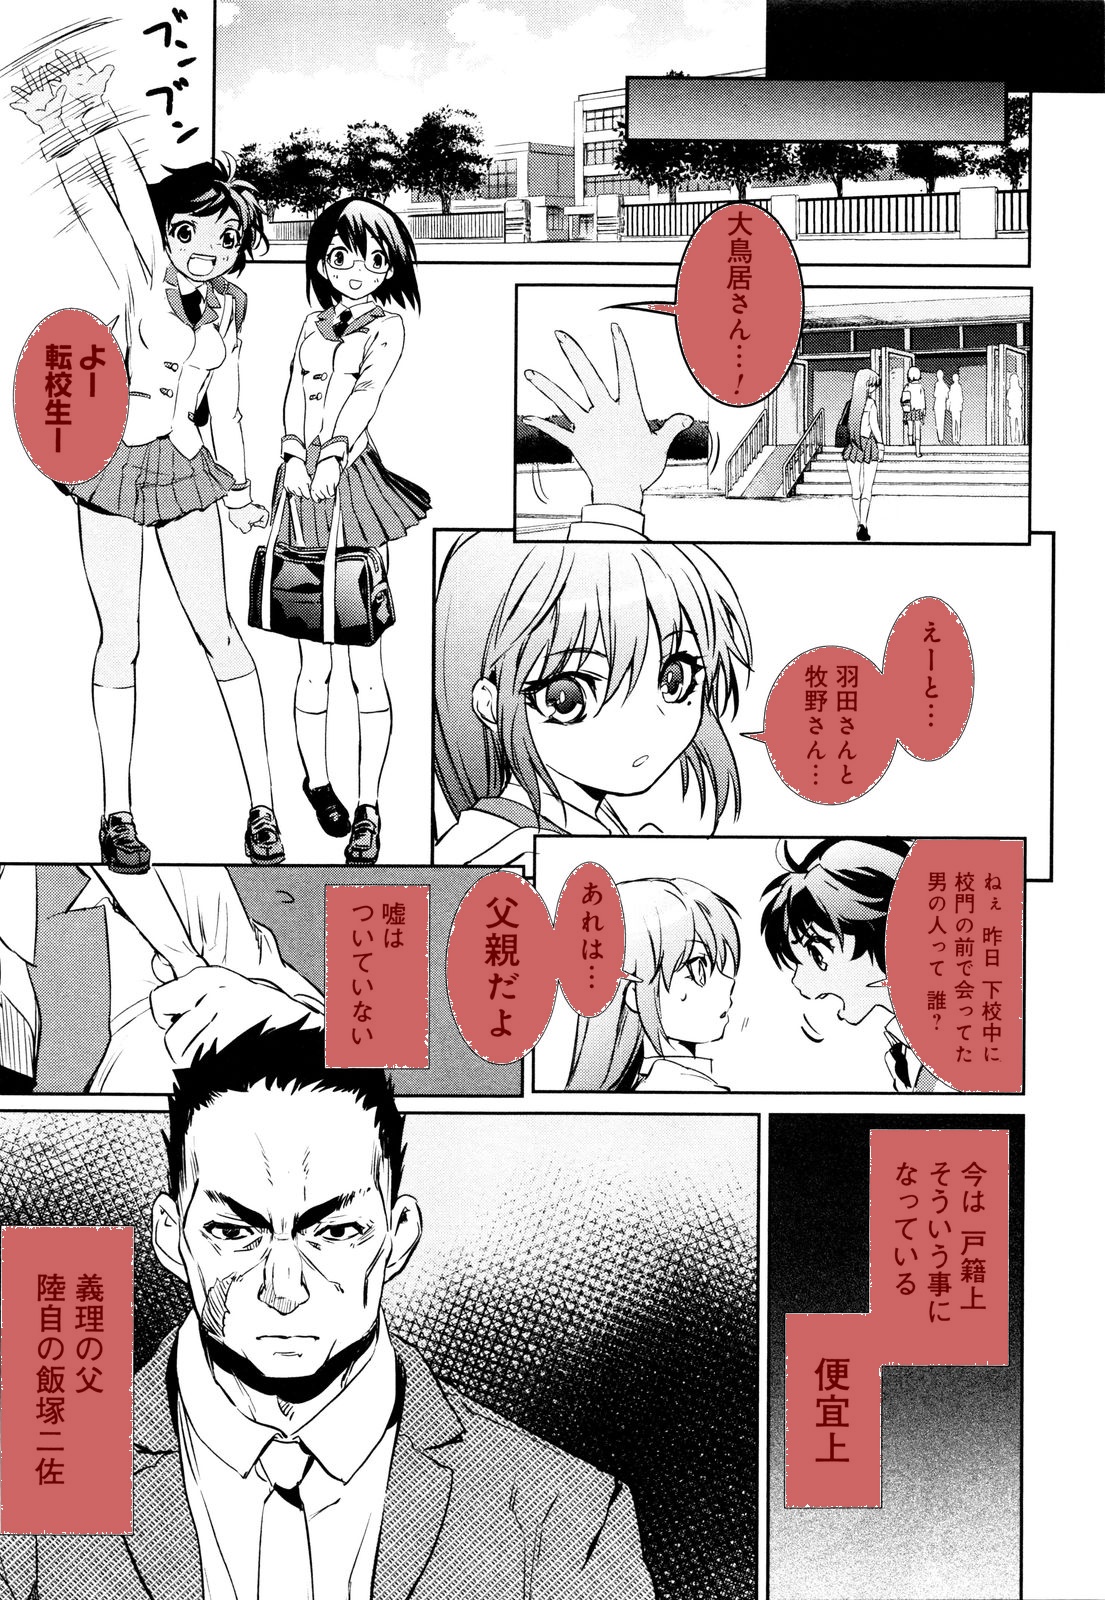 大鳥居さん…！
ブンブン
よー
転校生ー
えーと…
羽田さんと
牧野さん…
ねぇ 昨日 下校中に
校門の前で会ってた
男の人って 誰？
あれは…
父親だよ
嘘は
ついていない
今は 戸籍上
そういう事に
なっている
便宜上
義理の父
陸自の飯塚二佐